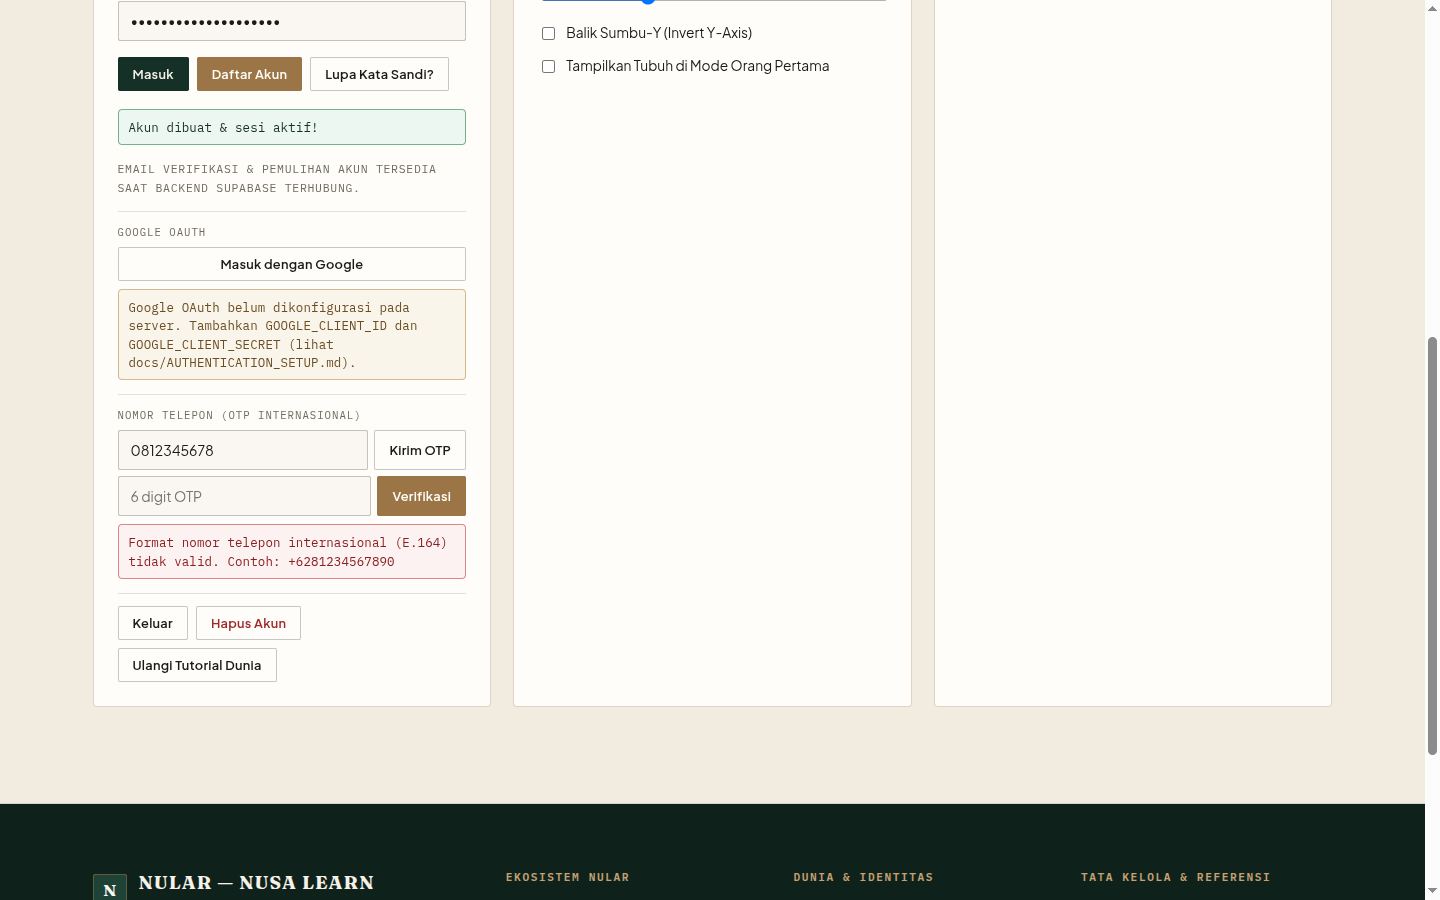 ••••••••••••••••••••
Masuk
Daftar Akun
Lupa Kata Sandi?
Akun dibuat & sesi aktif!
EMAIL VERIFIKASI & PEMULIHAN AKUN TERSEDIA
SAAT BACKEND SUPABASE TERHUBUNG.
GOOGLE OAUTH
Masuk dengan Google
Google OAuth belum dikonfigurasi pada
server. Tambahkan GOOGLE_CLIENT_ID dan
GOOGLE_CLIENT_SECRET (lihat
docs/AUTHENTICATION_SETUP.md).
NOMOR TELEPON (OTP INTERNASIONAL)
0812345678
Kirim OTP
6 digit OTP
Verifikasi
Format nomor telepon internasional (E.164)
tidak valid. Contoh: +6281234567890
Keluar
Hapus Akun
Ulangi Tutorial Dunia
Balik Sumbu-Y (Invert Y-Axis)
Tampilkan Tubuh di Mode Orang Pertama
N
NULAR — NUSA LEARN
EKOSISTEM NULAR
DUNIA & IDENTITAS
TATA KELOLA & REFERENSI